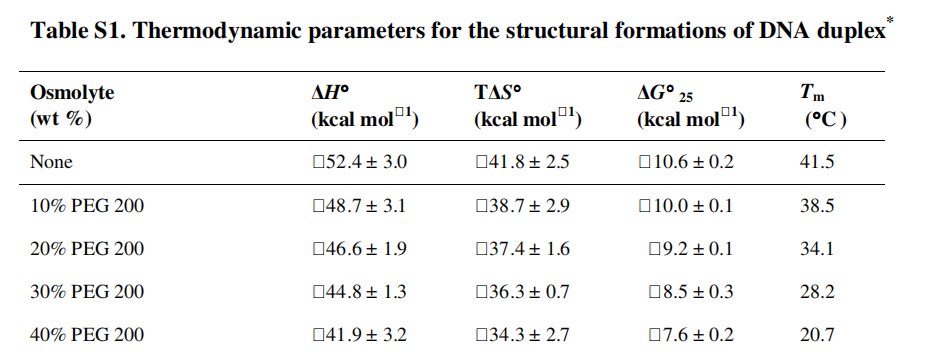 Table S1. Thermodynamic parameters for the structural formations of DNA duplex*
Osmolyte ΔH° TΔS° ΔG° 25 Tm
(wt %) (kcal mol□1) (kcal mol□1) (kcal mol□1) (°C )
None □52.4 ± 3.0 □41.8 ± 2.5 □10.6 ± 0.2 41.5
10% PEG 200 □48.7 ± 3.1 □38.7 ± 2.9 □10.0 ± 0.1 38.5
20% PEG 200 □46.6 ± 1.9 □37.4 ± 1.6 □9.2 ± 0.1 34.1
30% PEG 200 □44.8 ± 1.3 □36.3 ± 0.7 □8.5 ± 0.3 28.2
40% PEG 200 □41.9 ± 3.2 □34.3 ± 2.7 □7.6 ± 0.2 20.7